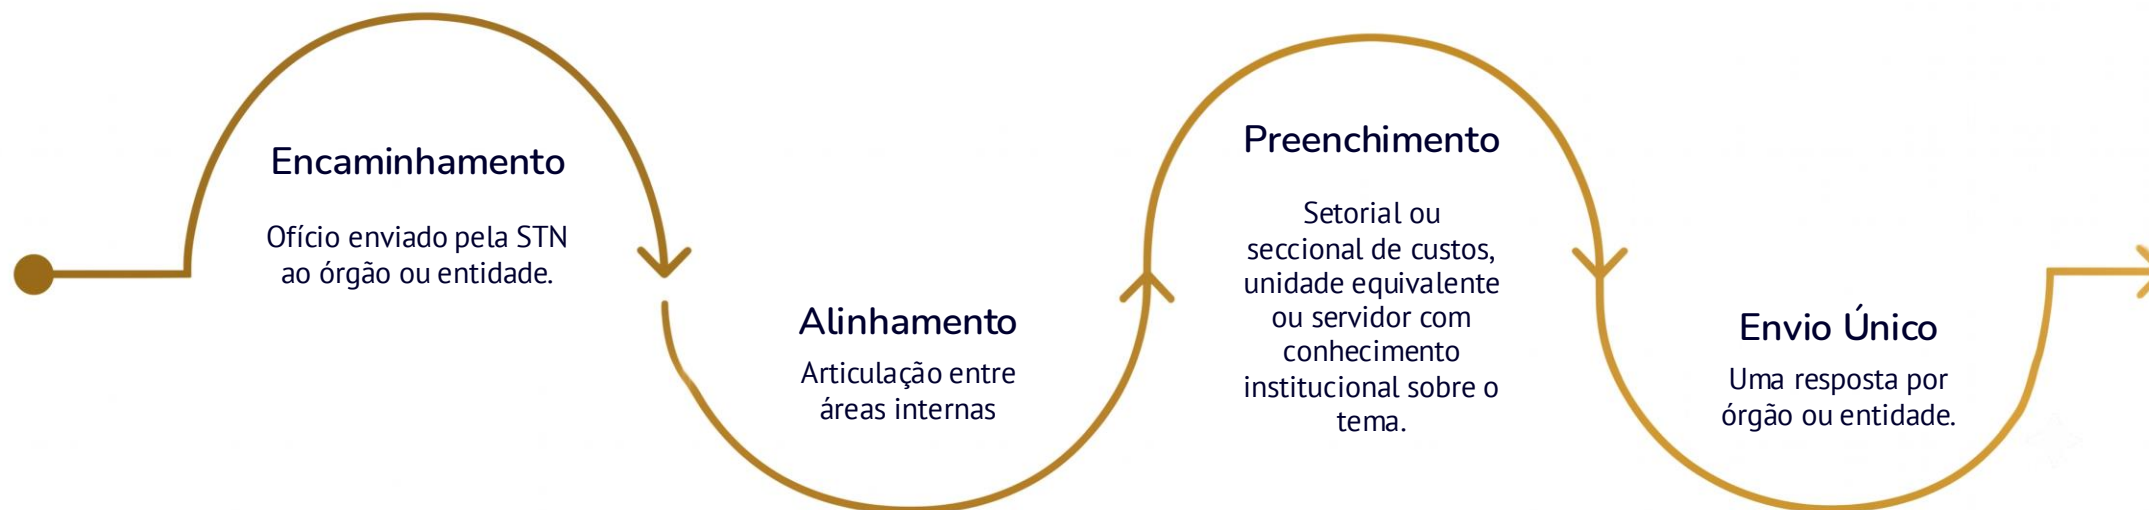 Encaminhamento
Ofício enviado pela STN
ao órgão ou entidade.
Alinhamento
Articulação entre
áreas internas
Preenchimento
Setorial ou
seccional de custos,
unidade equivalente
ou servidor com
conhecimento
institucional sobre o
tema.
Envio Único
Uma resposta por
órgão ou entidade.